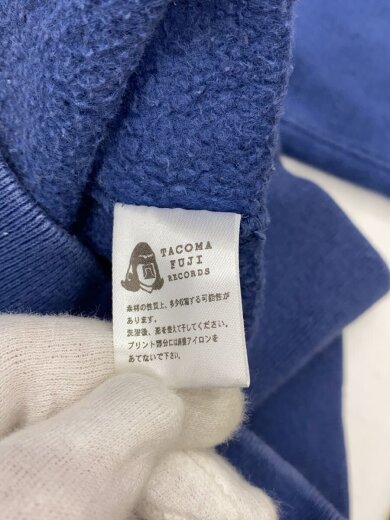 TACOMA
FUJI
RECORDS
素材の性質上、多少収縮する可能性が
あります。
洗濯後、形を整えて干してください。
プリント部分には直接アイロンを
あてないで下さい。